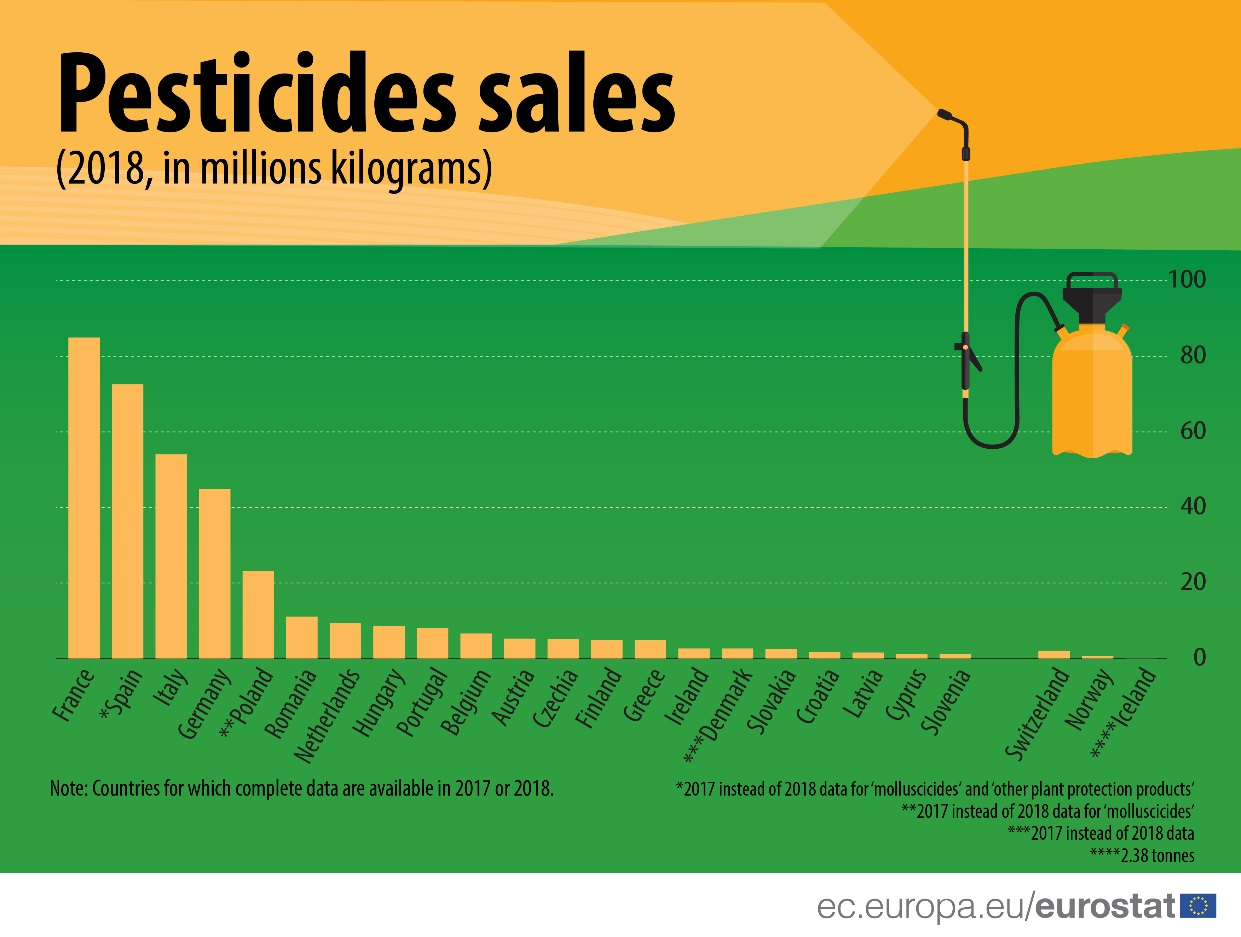 Pesticides sales
(2018, in millions kilograms)
100
80
60
40
20
0
France
*Spain
Italy
Germany
**Poland
Romania
Netherlands
Hungary
Portugal
Belgium
Austria
Czechia
Finland
Greece
Ireland
***Denmark
Slovakia
Croatia
Latvia
Cyprus
Slovenia
Switzerland
Norway
****Iceland
Note: Countries for which complete data are available in 2017 or 2018.
*2017 instead of 2018 data for ‘molluscicides’ and ‘other plant protection products’
**2017 instead of 2018 data for ‘molluscicides’
***2017 instead of 2018 data
****2.38 tonnes
ec.europa.eu/eurostat